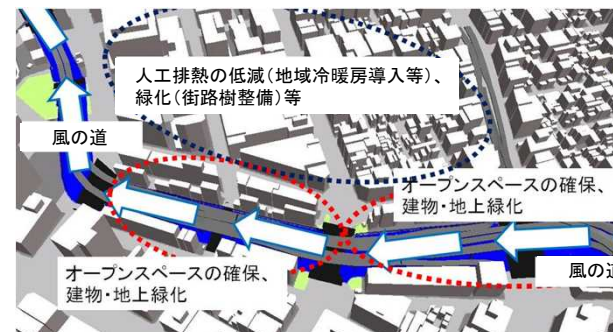 人工排熱の低減(地域冷暖房導入等)、
緑化(街路樹整備)等
風の道
オープンスペースの確保、
建物・地上緑化
オープンスペースの確保、
建物・地上緑化
風の道